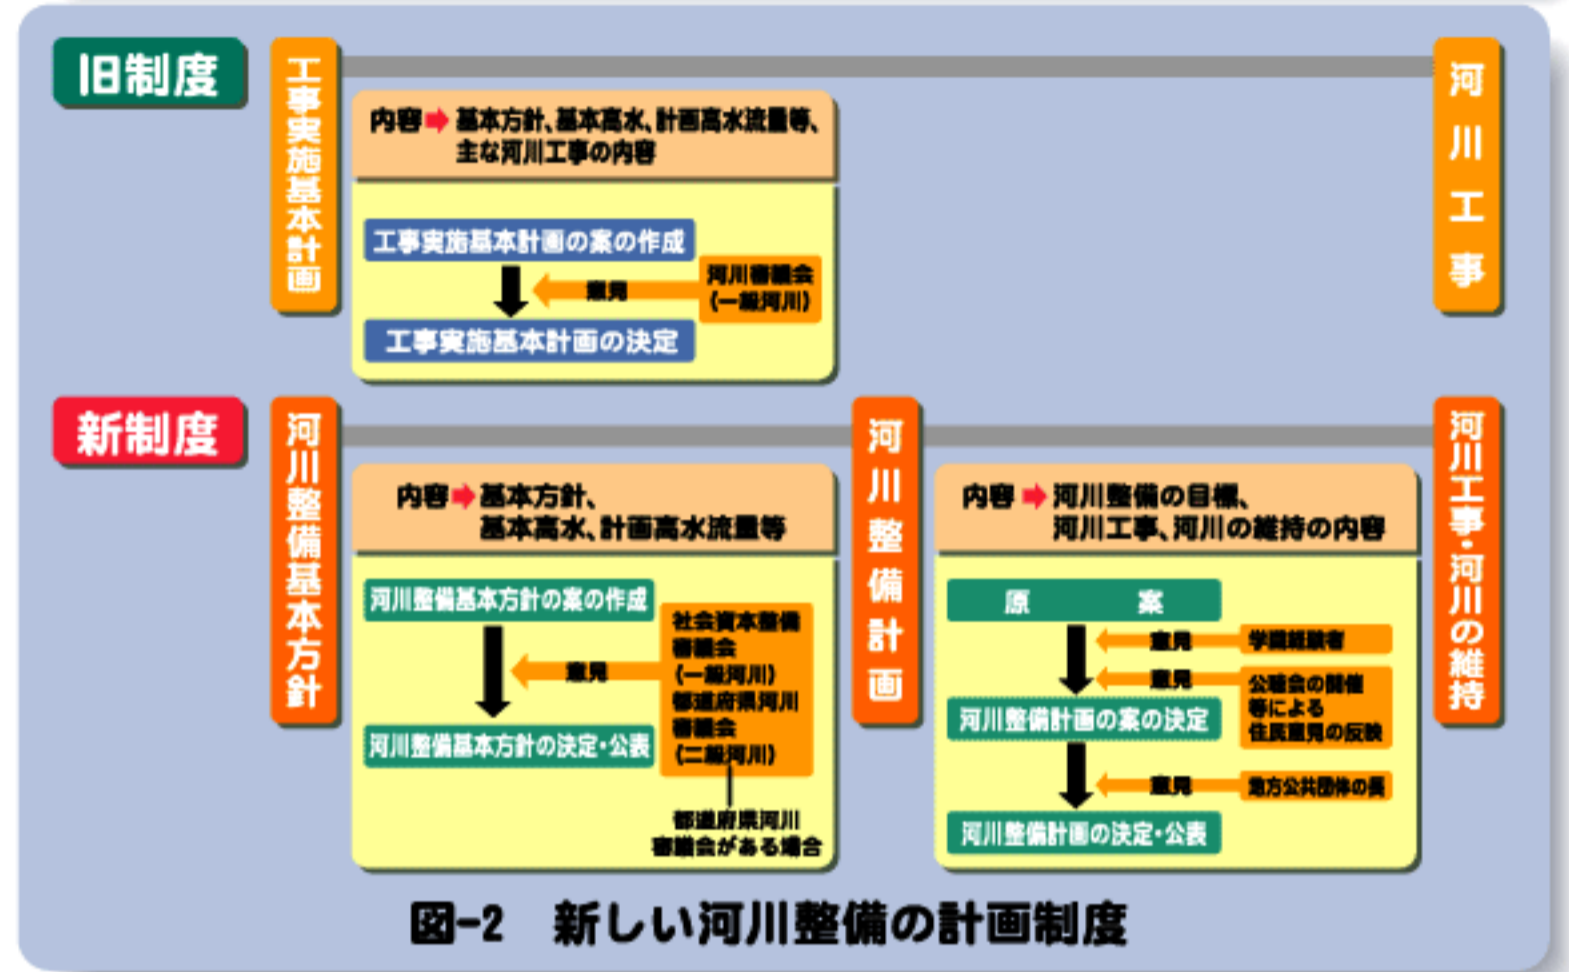 旧制度
工事実施基本計画
内容➡基本方針、基本高水、計画高水流量等、
主な河川工事の内容
工事実施基本計画の案の作成
意見
河川審議会
(一級河川)
工事実施基本計画の決定
河川工事
新制度
河川整備基本方針
内容➡基本方針、
基本高水、計画高水流量等
河川整備基本方針の案の作成
意見
社会資本整備
審議会
(一級河川)
都道府県河川
審議会
(二級河川)
河川整備基本方針の決定・公表
都道府県河川
審議会がある場合
河川整備計画
内容➡河川整備の目標、
河川工事、河川の維持の内容
原案
意見
学識経験者
意見
公聴会の開催
等による
住民意見の反映
河川整備計画の案の決定
意見
地方公共団体の長
河川整備計画の決定・公表
河川工事・河川の維持
図-2 新しい河川整備の計画制度